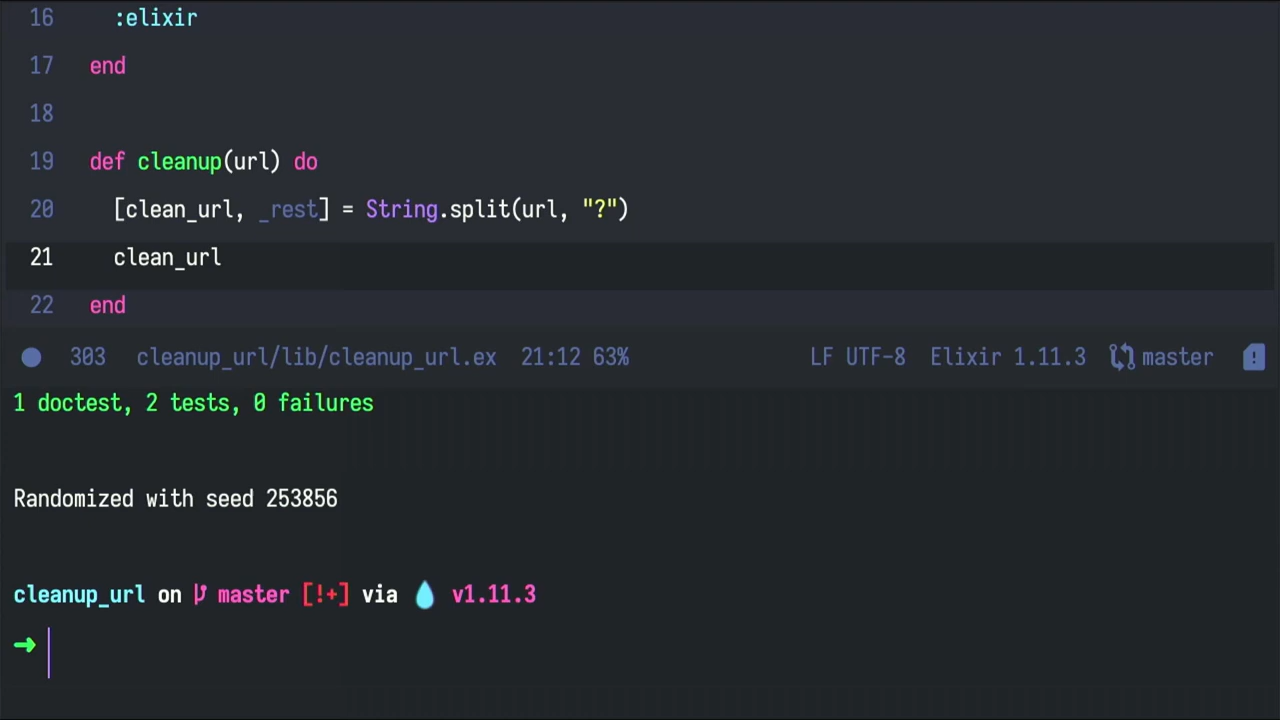 16 :elixir
17 end
18
19 def cleanup(url) do
20 [clean_url, _rest] = String.split(url, "?")
21 clean_url
22 end
303 cleanup_url/lib/cleanup_url.ex 21:12 63% LF UTF-8 Elixir 1.11.3 master
1 doctest, 2 tests, 0 failures
Randomized with seed 253856
cleanup_url on master [!+] via 💧 v1.11.3
➜